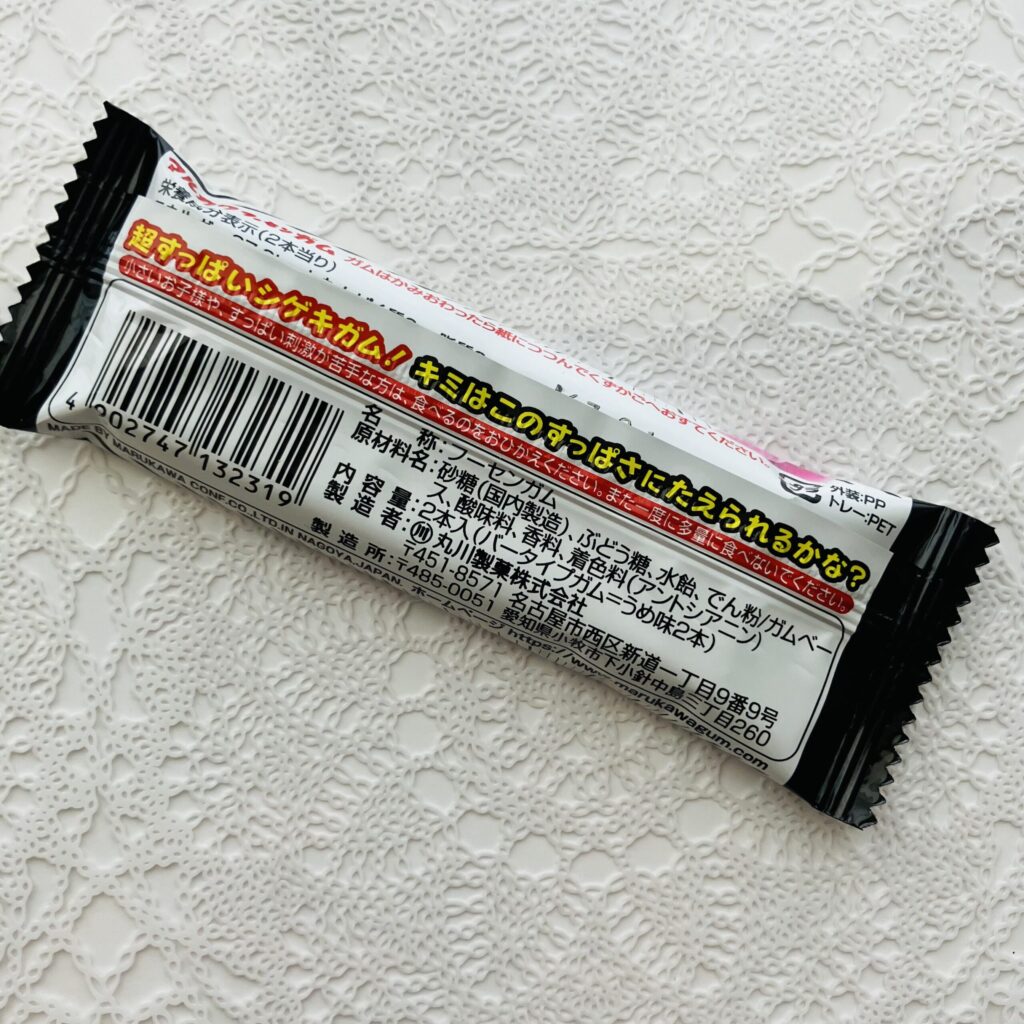 マルカワフーセンガム
栄養成分表示(2本当り)
ガムはかみおわったら紙につつんでくずかごへおすてください。
プラ
外装:PP
トレー:PET
超すっぱいシゲキガム! キミはこのすっぱさにたえられるかな?
小さいお子様や、すっぱい刺激が苦手な方は、食べるのをおひかえください。また一度に多量に食べないでください。
4 902747 132319
名称:フーセンガム
原材料名:砂糖(国内製造)、ぶどう糖、水飴、でん粉/ガムベー
ス、酸味料、香料、着色料(アントシアニン)
内容量:2本入(バータイプガム=うめ味2本)
製造者:川 丸川製菓株式会社
〒451-8571 名古屋市西区新道一丁目9番9号
製造所:〒485-0051 愛知県小牧市下小針中島三丁目260
ホームページ https://www.marukawagum.com
MADE BY MARUKAWA CONF.CO.,LTD.IN NAGOYA,JAPAN.